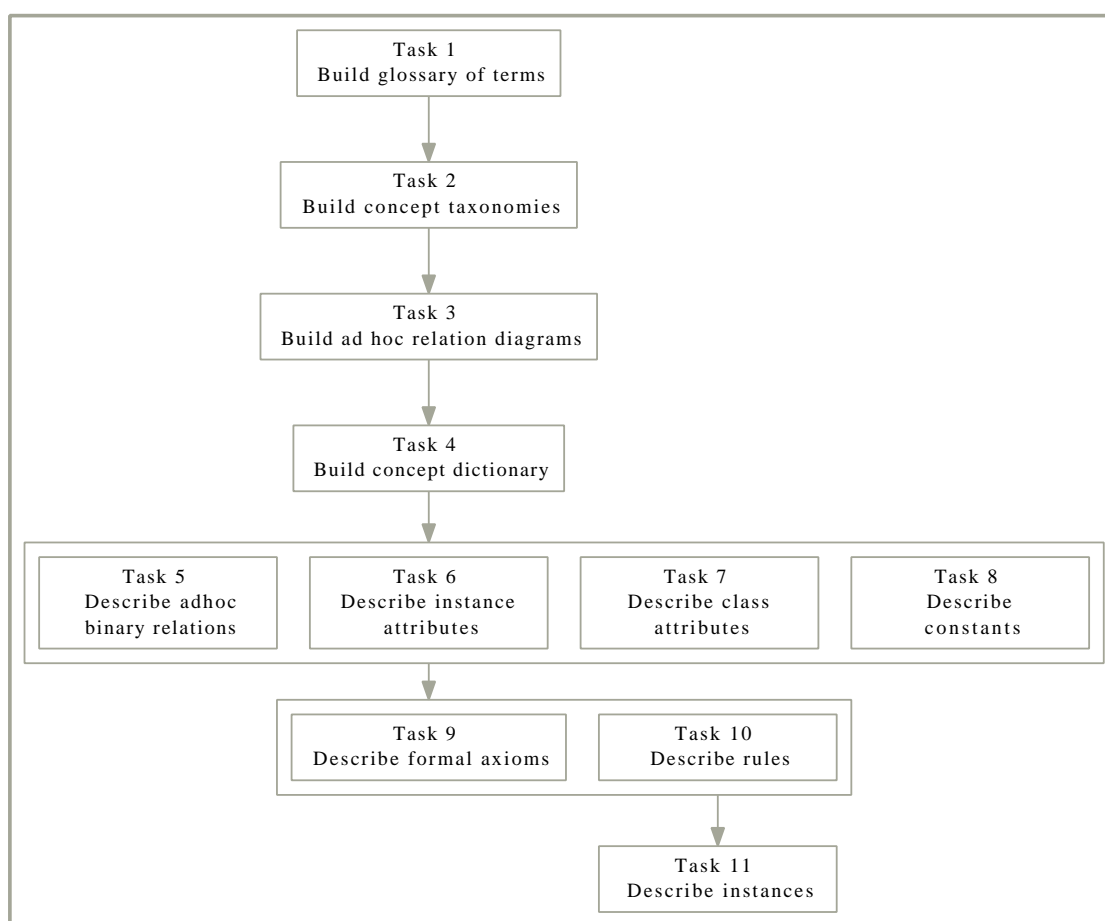 Task 1
Build glossary of terms
Task 2
Build concept taxonomies
Task 3
Build ad hoc relation diagrams
Task 4
Build concept dictionary
Task 5
Describe adhoc
binary relations
Task 6
Describe instance
attributes
Task 7
Describe class
attributes
Task 8
Describe
constants
Task 9
Describe formal axioms
Task 10
Describe rules
Task 11
Describe instances